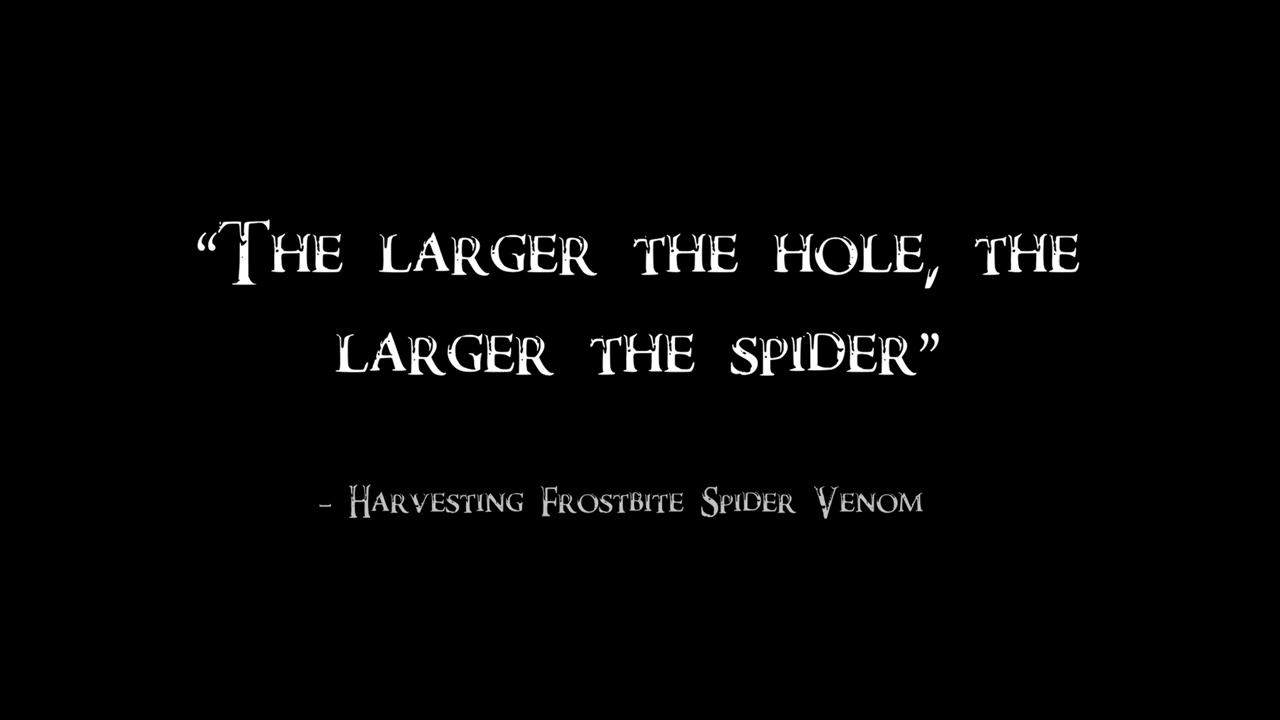 “The larger the hole, the
larger the spider”
- Harvesting Frostbite Spider Venom